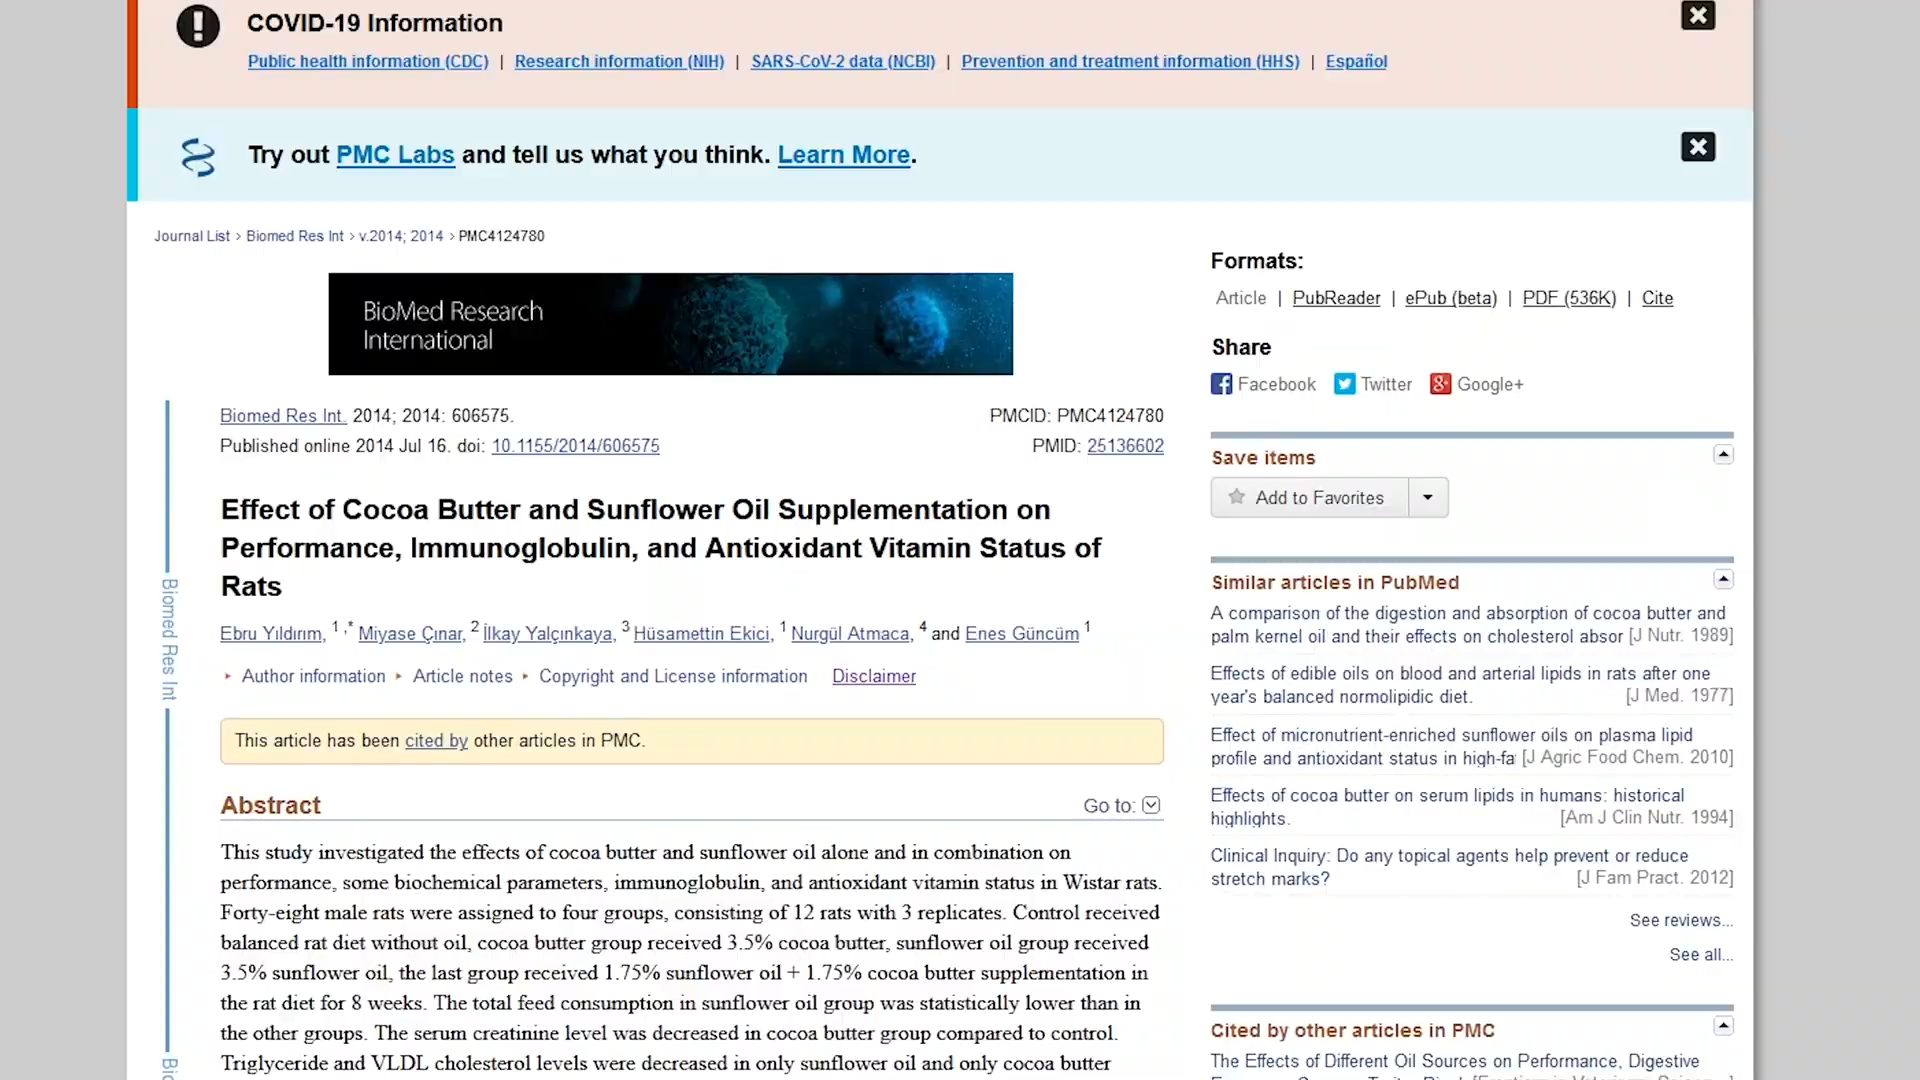 COVID-19 Information
Public health information (CDC) | Research information (NIH) | SARS-CoV-2 data (NCBI) | Prevention and treatment information (HHS) | Español
Try out PMC Labs and tell us what you think. Learn More.
Journal List > Biomed Res Int > v.2014; 2014 > PMC4124780
BioMed Research
International
Biomed Res Int. 2014; 2014: 606575.
PMCID: PMC4124780
Published online 2014 Jul 16. doi: 10.1155/2014/606575
PMID: 25136602
Effect of Cocoa Butter and Sunflower Oil Supplementation on
Performance, Immunoglobulin, and Antioxidant Vitamin Status of
Rats
Ebru Yıldırım, 1,* Miyase Çınar, 2 İlkay Yalçınkaya, 3 Hüsamettin Ekici, 1 Nurgül Atmaca, 4 and Enes Güncüm 1
Author information Article notes Copyright and License information Disclaimer
This article has been cited by other articles in PMC.
Abstract
Go to:
This study investigated the effects of cocoa butter and sunflower oil alone and in combination on
performance, some biochemical parameters, immunoglobulin, and antioxidant vitamin status in Wistar rats.
Forty-eight male rats were assigned to four groups, consisting of 12 rats with 3 replicates. Control received
balanced rat diet without oil, cocoa butter group received 3.5% cocoa butter, sunflower oil group received
3.5% sunflower oil, the last group received 1.75% sunflower oil + 1.75% cocoa butter supplementation in
the rat diet for 8 weeks. The total feed consumption in sunflower oil group was statistically lower than in
the other groups. The serum creatinine level was decreased in cocoa butter group compared to control.
Triglyceride and VLDL cholesterol levels were decreased in only sunflower oil and only cocoa butter
Biomed Res Int
Formats:
Article | PubReader | ePub (beta) | PDF (536K) | Cite
Share
Facebook Twitter Google+
Save items
Add to Favorites
Similar articles in PubMed
A comparison of the digestion and absorption of cocoa butter and
palm kernel oil and their effects on cholesterol absor [J Nutr. 1989]
Effects of edible oils on blood and arterial lipids in rats after one
year's balanced normolipidic diet. [J Med. 1977]
Effect of micronutrient-enriched sunflower oils on plasma lipid
profile and antioxidant status in high-fa [J Agric Food Chem. 2010]
Effects of cocoa butter on serum lipids in humans: historical
highlights. [Am J Clin Nutr. 1994]
Clinical Inquiry: Do any topical agents help prevent or reduce
stretch marks? [J Fam Pract. 2012]
See reviews...
See all...
Cited by other articles in PMC
The Effects of Different Oil Sources on Performance, Digestive